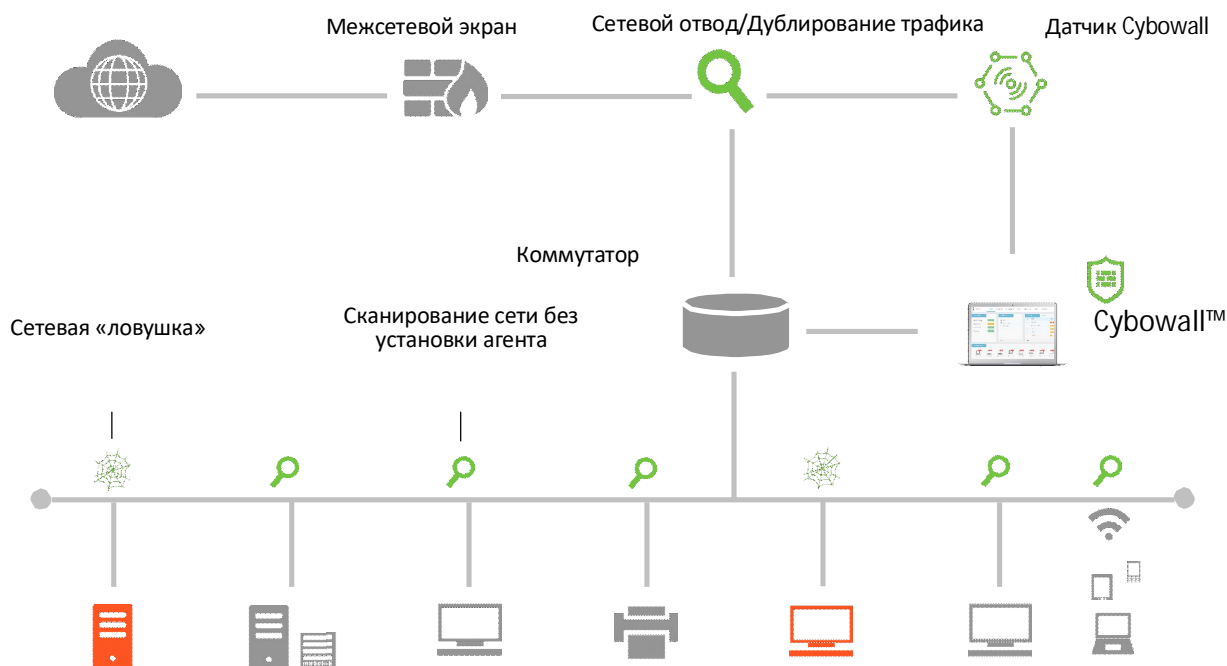 Межсетевой экран
Сетевой отвод/Дублирование трафика
Датчик Cybowall
Коммутатор
Сетевая «ловушка»
Сканирование сети без
установки агента
Cybowall™